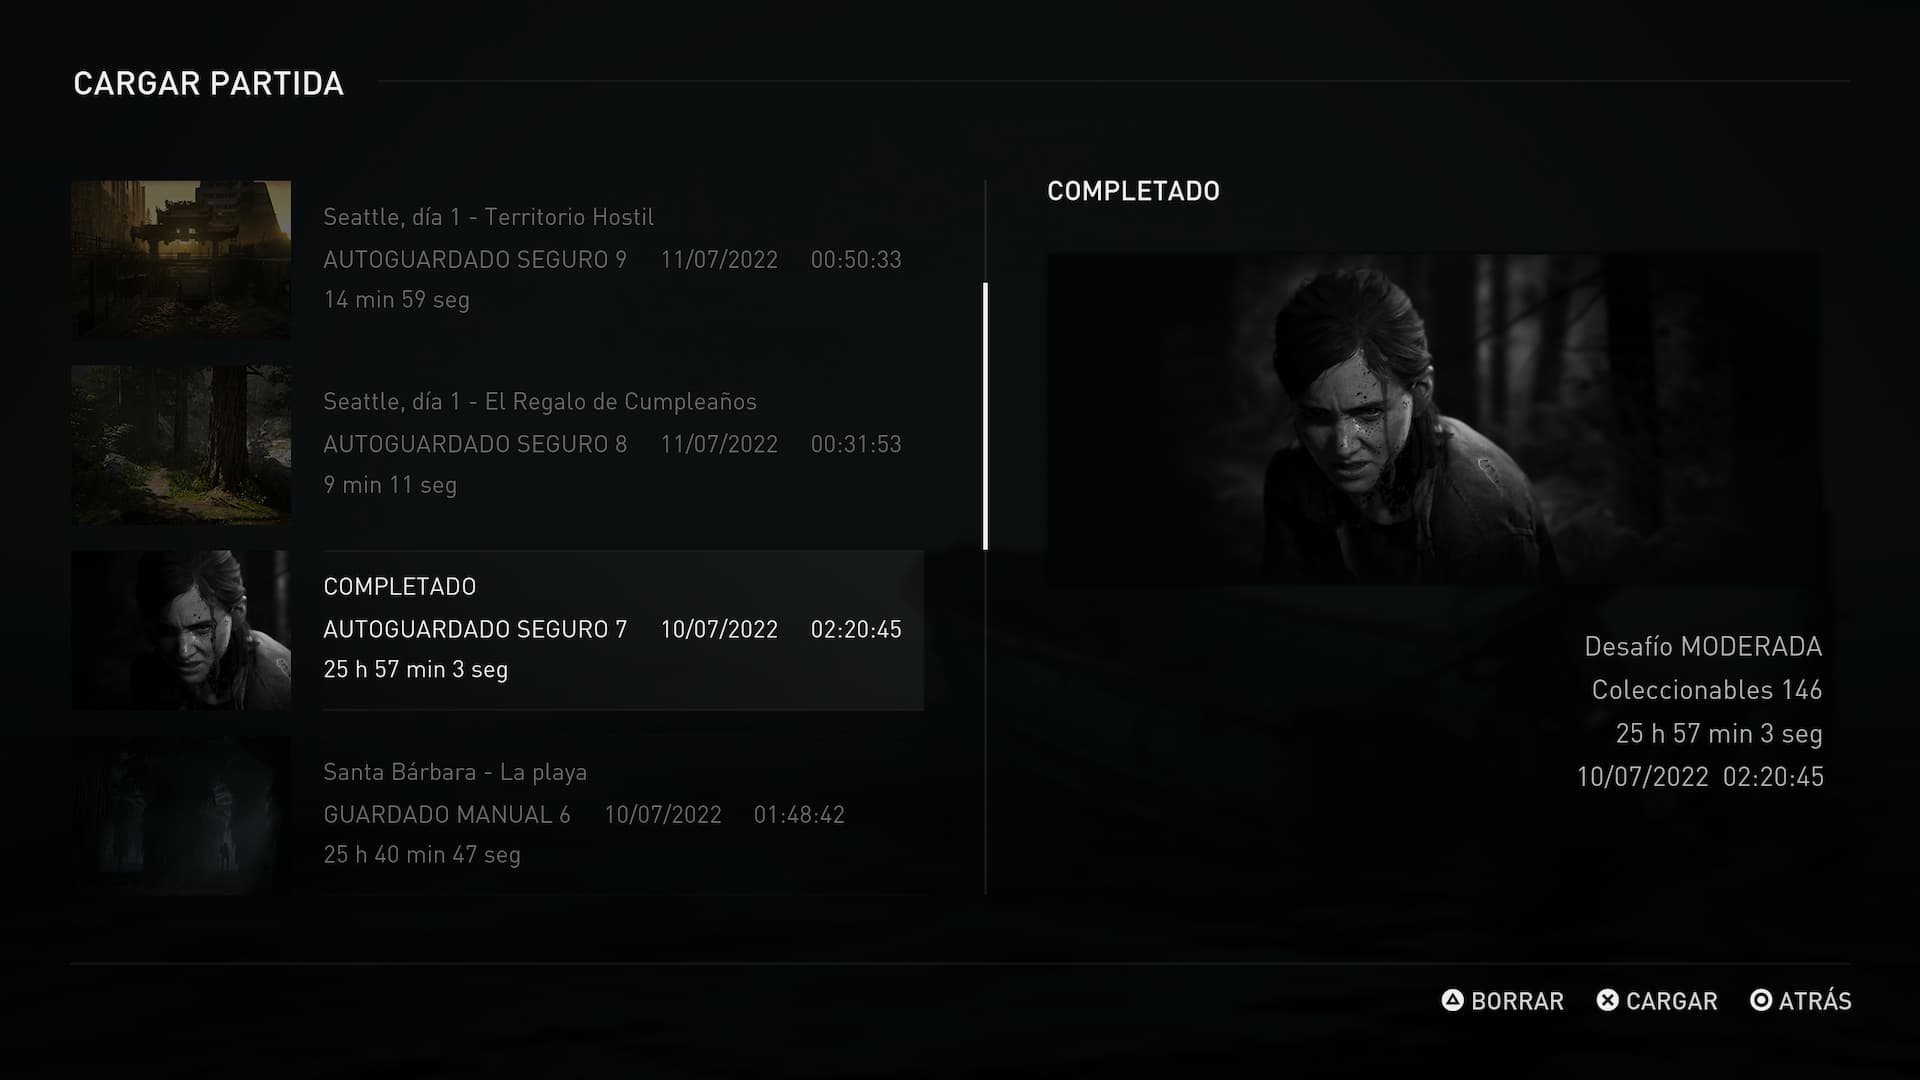 CARGAR PARTIDA
Seattle, día 1 - Territorio Hostil
AUTOGUARDADO SEGURO 9 11/07/2022 00:50:33
14 min 59 seg
Seattle, día 1 - El Regalo de Cumpleaños
AUTOGUARDADO SEGURO 8 11/07/2022 00:31:53
9 min 11 seg
COMPLETADO
AUTOGUARDADO SEGURO 7 10/07/2022 02:20:45
25 h 57 min 3 seg
Santa Bárbara - La playa
GUARDADO MANUAL 6 10/07/2022 01:48:42
25 h 40 min 47 seg
COMPLETADO
Desafío MODERADA
Coleccionables 146
25 h 57 min 3 seg
10/07/2022 02:20:45
BORRAR CARGAR ATRÁS